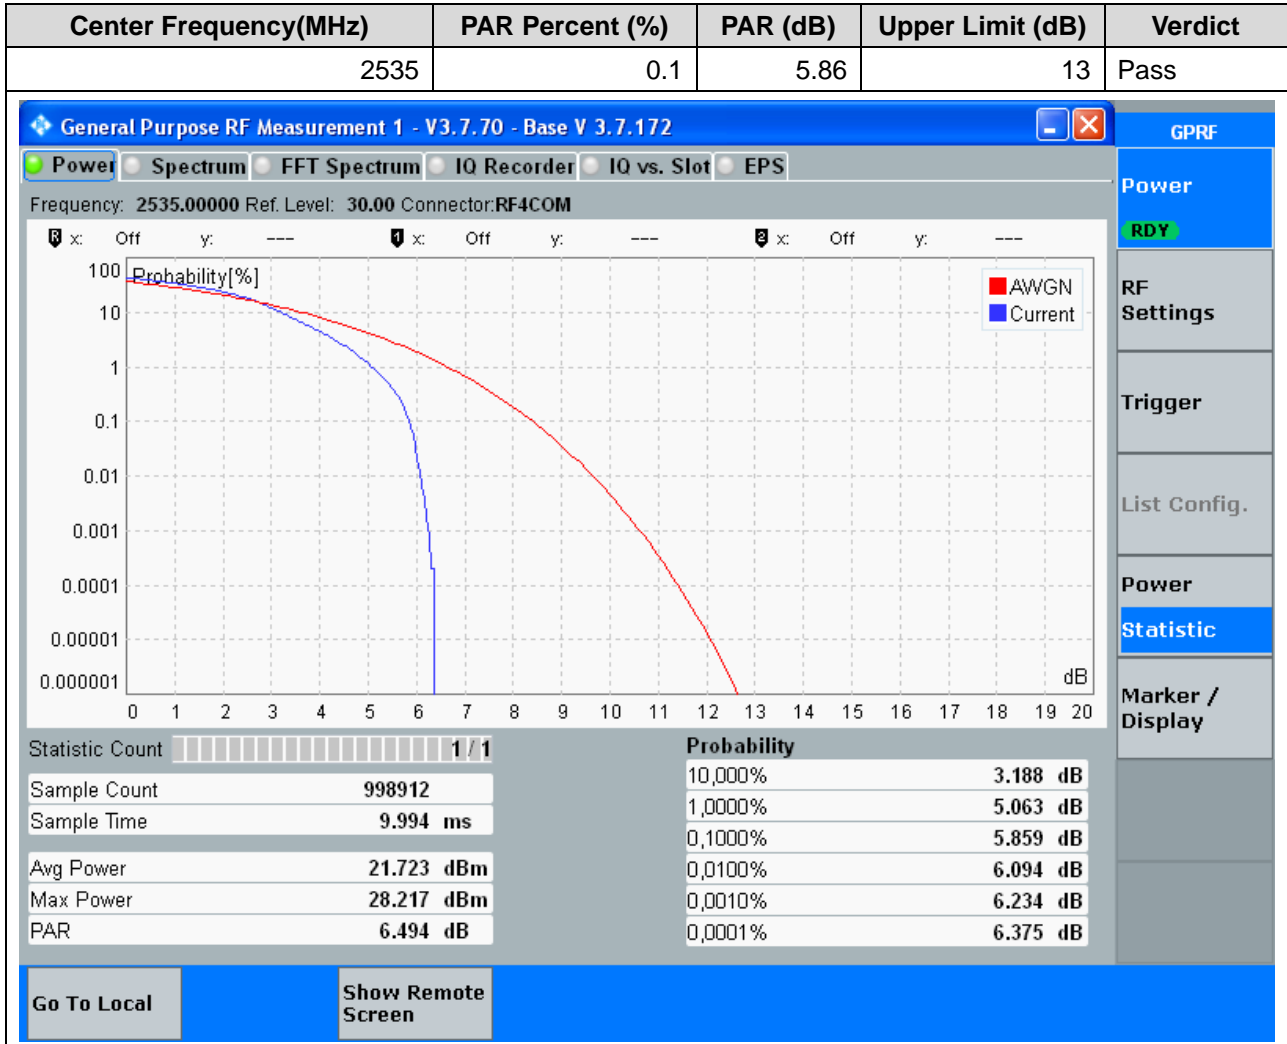 Center Frequency(MHz) PAR Percent (%) PAR (dB) Upper Limit (dB) Verdict
2535 0.1 5.86 13 Pass
General Purpose RF Measurement 1 - V3.7.70 - Base V 3.7.172
GPRF
Power Spectrum FFT Spectrum IQ Recorder IQ vs. Slot EPS
Frequency: 2535.00000 Ref. Level: 30.00 Connector:RF4COM
R x: Off y: --- 1 x: Off y: --- 2 x: Off y: ---
Probability[%]
AWGN
Current
100
10
1
0.1
0.01
0.001
0.0001
0.00001
0.000001
dB
0 1 2 3 4 5 6 7 8 9 10 11 12 13 14 15 16 17 18 19 20
Statistic Count 1 / 1
Sample Count 998912
Sample Time 9.994 ms
Avg Power 21.723 dBm
Max Power 28.217 dBm
PAR 6.494 dB
Probability
10,000% 3.188 dB
1,0000% 5.063 dB
0,1000% 5.859 dB
0,0100% 6.094 dB
0,0010% 6.234 dB
0,0001% 6.375 dB
Power
RDY
RF
Settings
Trigger
List Config.
Power
Statistic
Marker /
Display
Go To Local
Show Remote
Screen